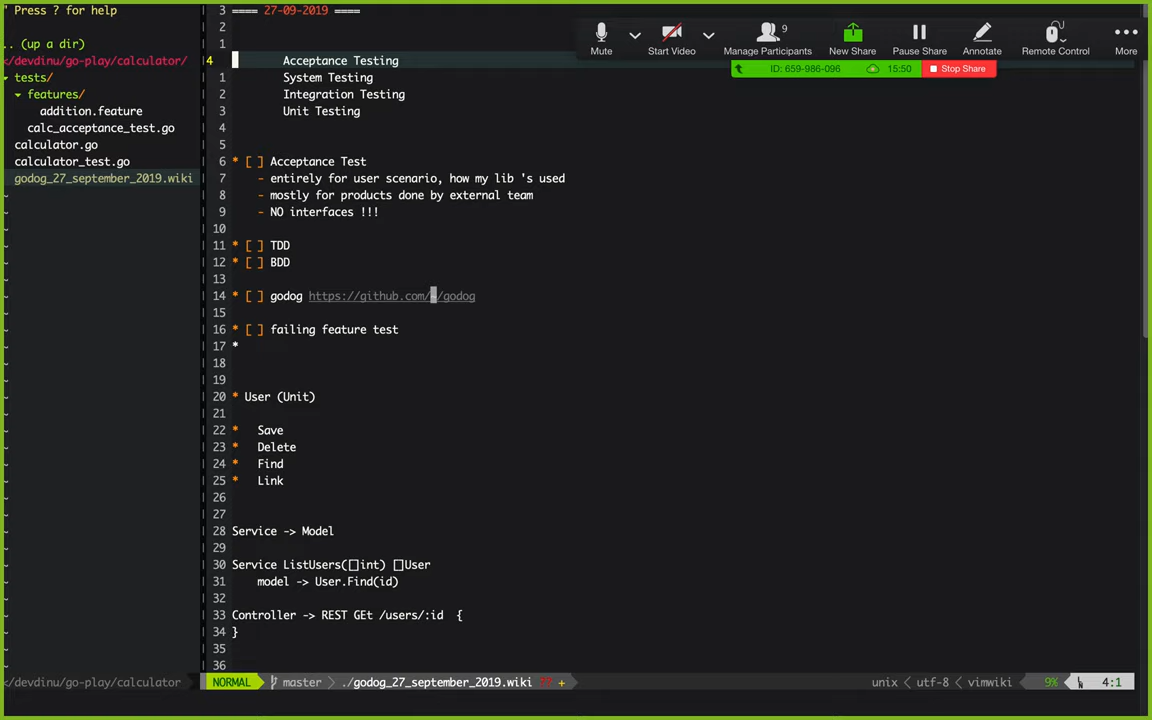 " Press ? for help
.. (up a dir)
</devdinu/go-play/calculator/
▾ tests/
▾ features/
addition.feature
calc_acceptance_test.go
calculator.go
calculator_test.go
godog_27_september_2019.wiki
3 ==== 27-09-2019 ====
2
1
4 Acceptance Testing
1 System Testing
2 Integration Testing
3 Unit Testing
4
5
6 * [ ] Acceptance Test
7 - entirely for user scenario, how my lib 's used
8 - mostly for products done by external team
9 - NO interfaces !!!
10
11 * [ ] TDD
12 * [ ] BDD
13
14 * [ ] godog https://github.com/~/godog
15
16 * [ ] failing feature test
17 *
18
19
20 * User (Unit)
21
22 * Save
23 * Delete
24 * Find
25 * Link
26
27
28 Service -> Model
29
30 Service ListUsers([]int) []User
31 model -> User.Find(id)
32
33 Controller -> REST GEt /users/:id {
34 }
35
36
Mute
Start Video
9
Manage Participants
New Share
Pause Share
Annotate
Remote Control
More
ID: 659-986-096
15:50
Stop Share
</devdinu/go-play/calculator
NORMAL master > ./godog_27_september_2019.wiki ?? + unix < utf-8 < vimwiki 9% 4:1